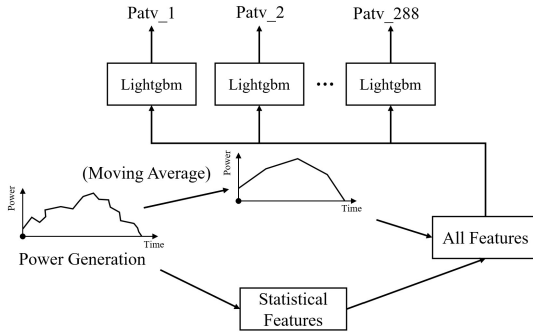 Patv_1 Patv_2 Patv_288
Lightgbm Lightgbm ... Lightgbm
(Moving Average)
Power
Time
Power
Time
Power Generation
All Features
Statistical
Features